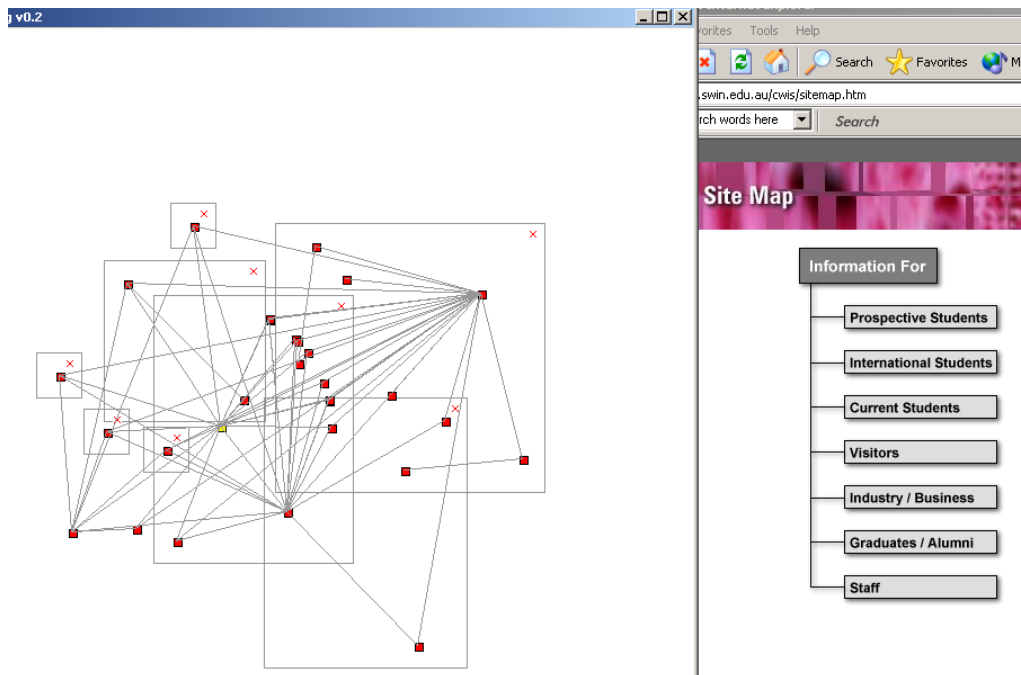 g v0.2
vorites Tools Help
Search Favorites M
.swin.edu.au/cwis/sitemap.htm
rch words here Search
Site Map
Information For
Prospective Students
International Students
Current Students
Visitors
Industry / Business
Graduates / Alumni
Staff